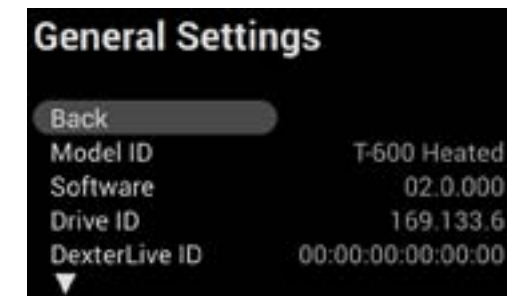 General Settings
Back
Model ID T-600 Heated
Software 02.0.000
Drive ID 169.133.6
DexterLive ID 00:00:00:00:00:00